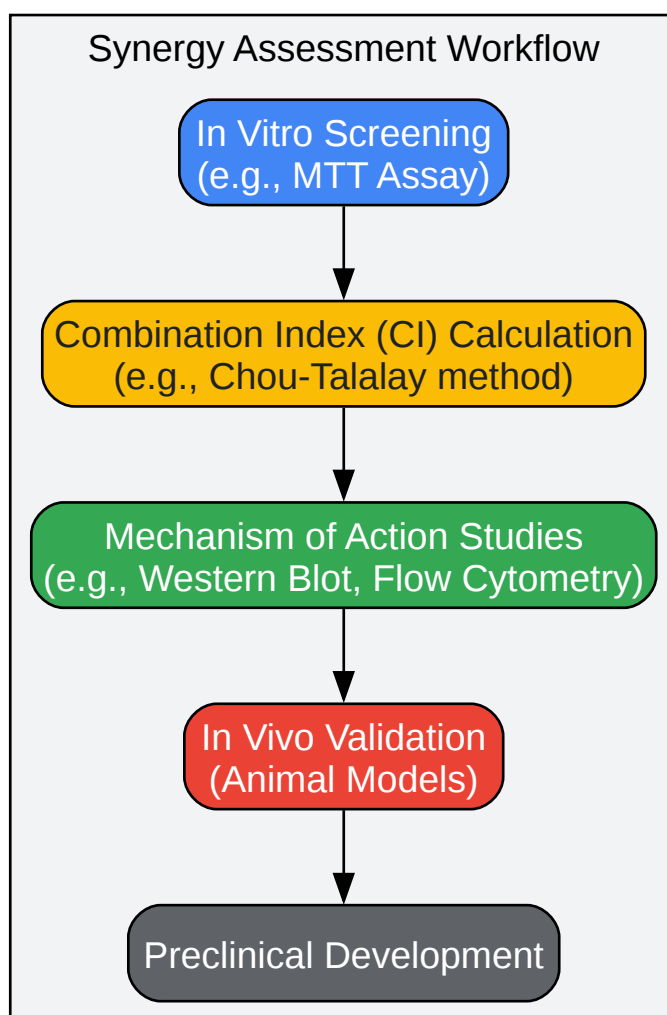 Synergy Assessment Workflow
In Vitro Screening
(e.g., MTT Assay)
Combination Index (CI) Calculation
(e.g., Chou-Talalay method)
Mechanism of Action Studies
(e.g., Western Blot, Flow Cytometry)
In Vivo Validation
(Animal Models)
Preclinical Development